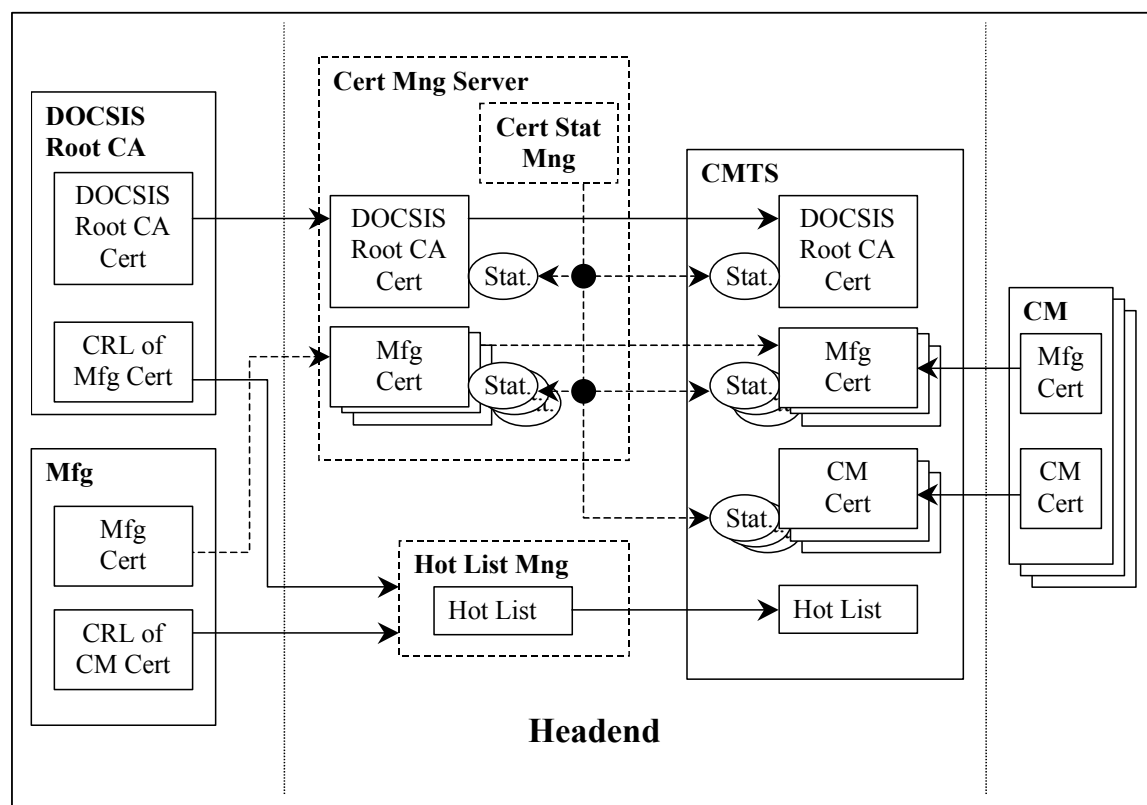 DOCSIS
Root CA
DOCSIS
Root CA
Cert
CRL of
Mfg Cert
Mfg
Mfg
Cert
CRL of
CM Cert
Cert Mng Server
Cert Stat
Mng
DOCSIS
Root CA
Cert
Stat.
Mfg
Cert
Stat.
Hot List Mng
Hot List
Headend
CMTS
DOCSIS
Root CA
Cert
Stat.
Mfg
Cert
Stat.
CM
Cert
Stat.
Hot List
CM
Mfg
Cert
CM
Cert